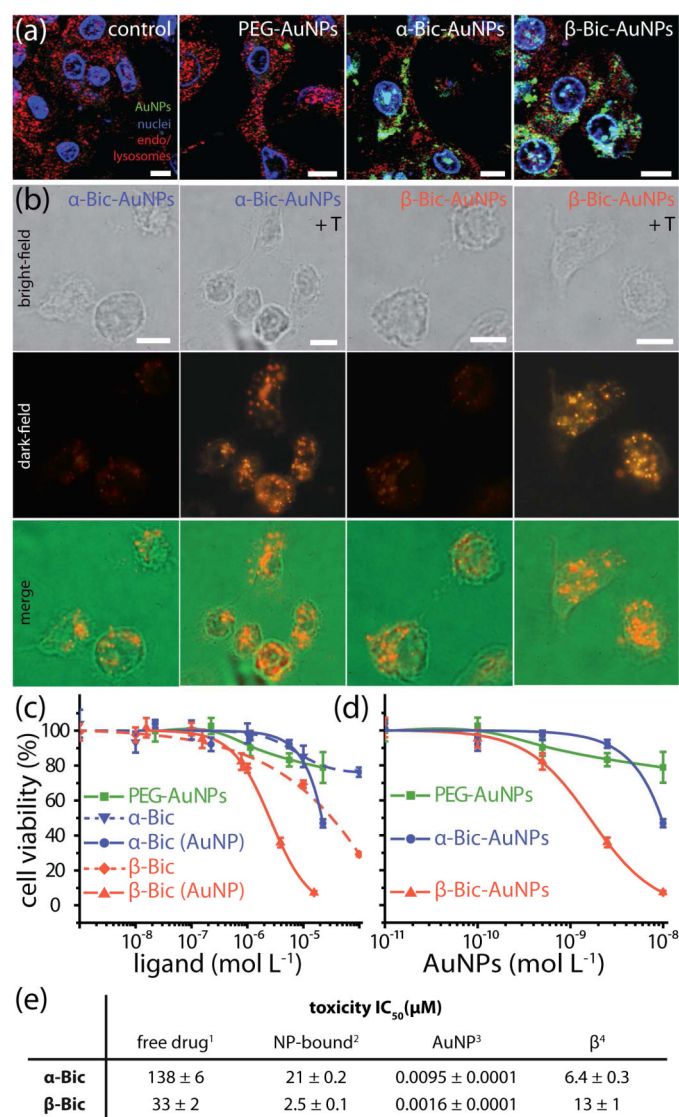 (a)
control
PEG-AuNPs
α-Bic-AuNPs
β-Bic-AuNPs
AuNPs
nuclei
endo/
lysosomes
(b)
α-Bic-AuNPs
α-Bic-AuNPs
+ T
β-Bic-AuNPs
β-Bic-AuNPs
+ T
bright-field
dark-field
merge
(c)
cell viability (%)
100
80
60
40
20
0
PEG-AuNPs
α-Bic
α-Bic (AuNP)
β-Bic
β-Bic (AuNP)
10⁻⁸ 10⁻⁷ 10⁻⁶ 10⁻⁵
ligand (mol L⁻¹)
(d)
PEG-AuNPs
α-Bic-AuNPs
β-Bic-AuNPs
10⁻¹¹ 10⁻¹⁰ 10⁻⁹ 10⁻⁸
AuNPs (mol L⁻¹)
(e)
toxicity IC₅₀(μM)
free drug¹ NP-bound² AuNP³ β⁴
α-Bic 138 ± 6 21 ± 0.2 0.0095 ± 0.0001 6.4 ± 0.3
β-Bic 33 ± 2 2.5 ± 0.1 0.0016 ± 0.0001 13 ± 1